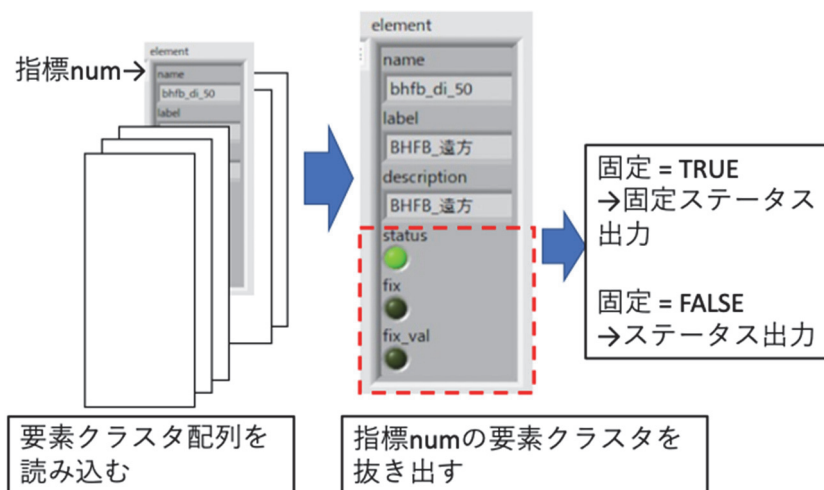 指標num→
element
name
bhfb_di_50
label
element
name
bhfb_di_50
label
BHFB_遠方
description
BHFB_遠方
status
fix
fix_val
固定 = TRUE
→固定ステータス
出力
固定 = FALSE
→ステータス出力
要素クラスタ配列を
読み込む
指標numの要素クラスタを
抜き出す